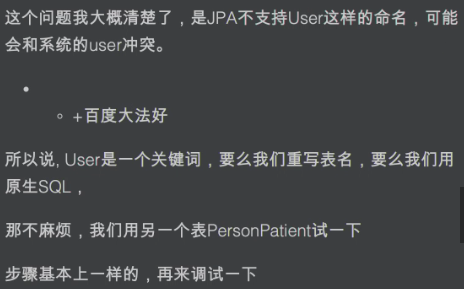 这个问题我大概清楚了，是JPA不支持User这样的命名，可能
会和系统的user冲突。
+百度大法好
所以说, User是一个关键词，要么我们重写表名，要么我们用
原生SQL，
那不麻烦，我们用另一个表PersonPatient试一下
步骤基本上一样的，再来调试一下